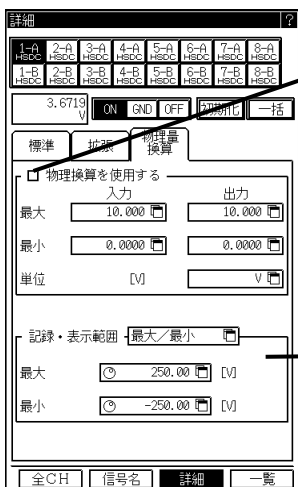 詳細 ?
1-A 2-A 3-A 4-A 5-A 6-A 7-A 8-A
HSDC HSDC HSDC HSDC HSDC HSDC HSDC HSDC
1-B 2-B 3-B 4-B 5-B 6-B 7-B 8-B
HSDC HSDC HSDC HSDC HSDC HSDC HSDC HSDC
3.6719 V ON GND OFF 初期化 一括
標準 拡張 物理量換算
物理換算を使用する
入力 出力
最大 10.000 10.000
最小 0.0000 0.0000
単位 [V] V
記録・表示範囲 最大/最小
最大 250.00 [V]
最小 -250.00 [V]
全CH 信号名 詳細 一覧